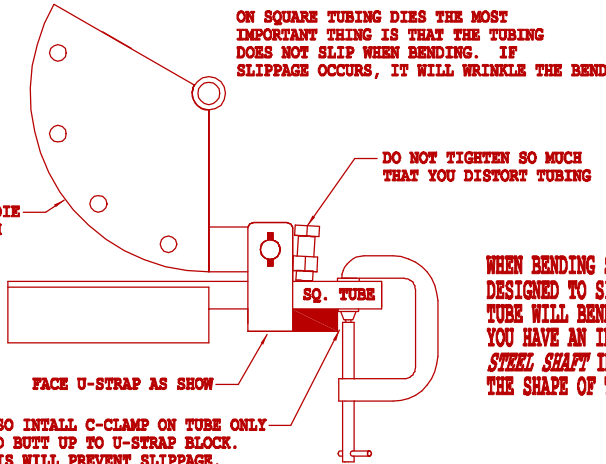 ON SQUARE TUBING DIES THE MOST
IMPORTANT THING IS THAT THE TUBING
DOES NOT SLIP WHEN BENDING. IF
SLIPPAGE OCCURS, IT WILL WRINKLE THE BEND
DO NOT TIGHTEN SO MUCH
THAT YOU DISTORT TUBING
DIE
SQ. TUBE
WHEN BENDING
DESIGNED TO
TUBE WILL
YOU HAVE AN
STEEL SHAFT
THE SHAPE OF
FACE U-STRAP AS SHOW
SO INTALL C-CLAMP ON TUBE ONLY
BUTT UP TO U-STRAP BLOCK.
WILL PREVENT SLIPPAGE.